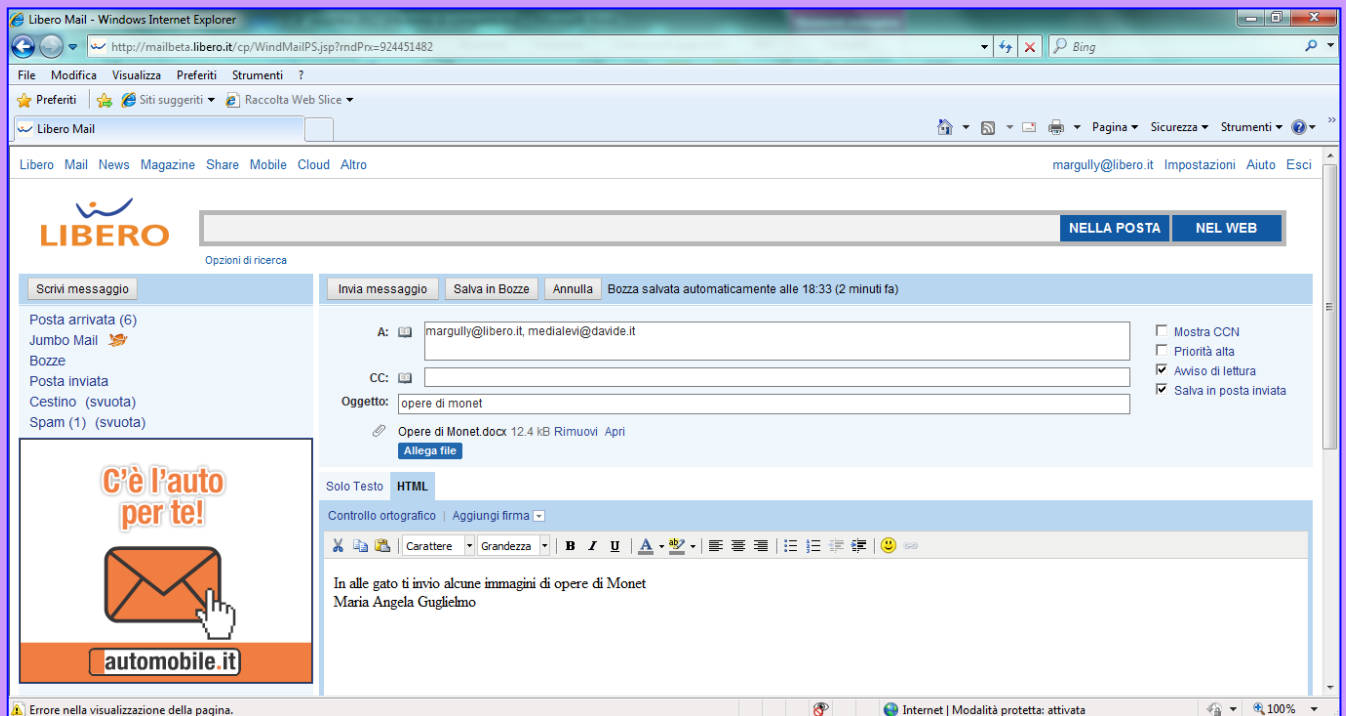 Libero Mail - Windows Internet Explorer
http://mailbeta.libero.it/cp/WindMailPS.jsp?rndPrx=924451482
Bing
File Modifica Visualizza Preferiti Strumenti ?
Preferiti Siti suggeriti Raccolta Web Slice
Libero Mail Pagina Sicurezza Strumenti
Libero Mail News Magazine Share Mobile Cloud Altro margully@libero.it Impostazioni Aiuto Esci
LIBERO NELLA POSTA NEL WEB
Opzioni di ricerca
Scrivi messaggio
Posta arrivata (6)
Jumbo Mail
Bozze
Posta inviata
Cestino (svuota)
Spam (1) (svuota)
C'è l'auto
per te!
automobile.it
Invia messaggio Salva in Bozze Annulla Bozza salvata automaticamente alle 18:33 (2 minuti fa)
A: margully@libero.it, medialevi@davide.it
CC:
Oggetto: opere di monet
Opere di Monet.docx 12.4 kB Rimuovi Apri
Allega file
Mostra CCN
Priorità alta
Avviso di lettura
Salva in posta inviata
Solo Testo HTML
Controllo ortografico | Aggiungi firma
Carattere Grandezza B I U A ab
In alle gato ti invio alcune immagini di opere di Monet
Maria Angela Guglielmo
Errore nella visualizzazione della pagina. Internet | Modalità protetta: attivata 100%